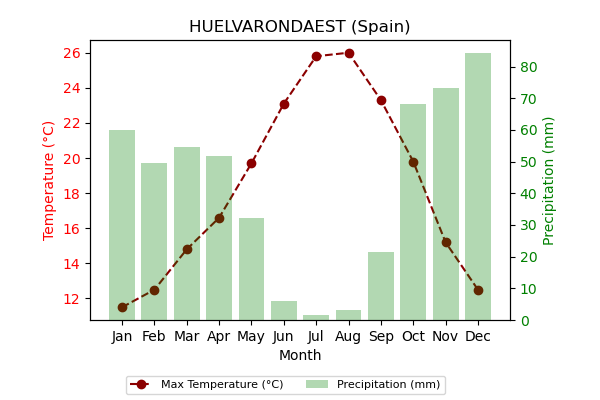 HUELVARONDAEST (Spain)
26
24
22
20
18
16
14
12
Temperature (°C)
80
70
60
50
40
30
20
10
0
Precipitation (mm)
Jan Feb Mar Apr May Jun Jul Aug Sep Oct Nov Dec
Month
Max Temperature (°C) Precipitation (mm)